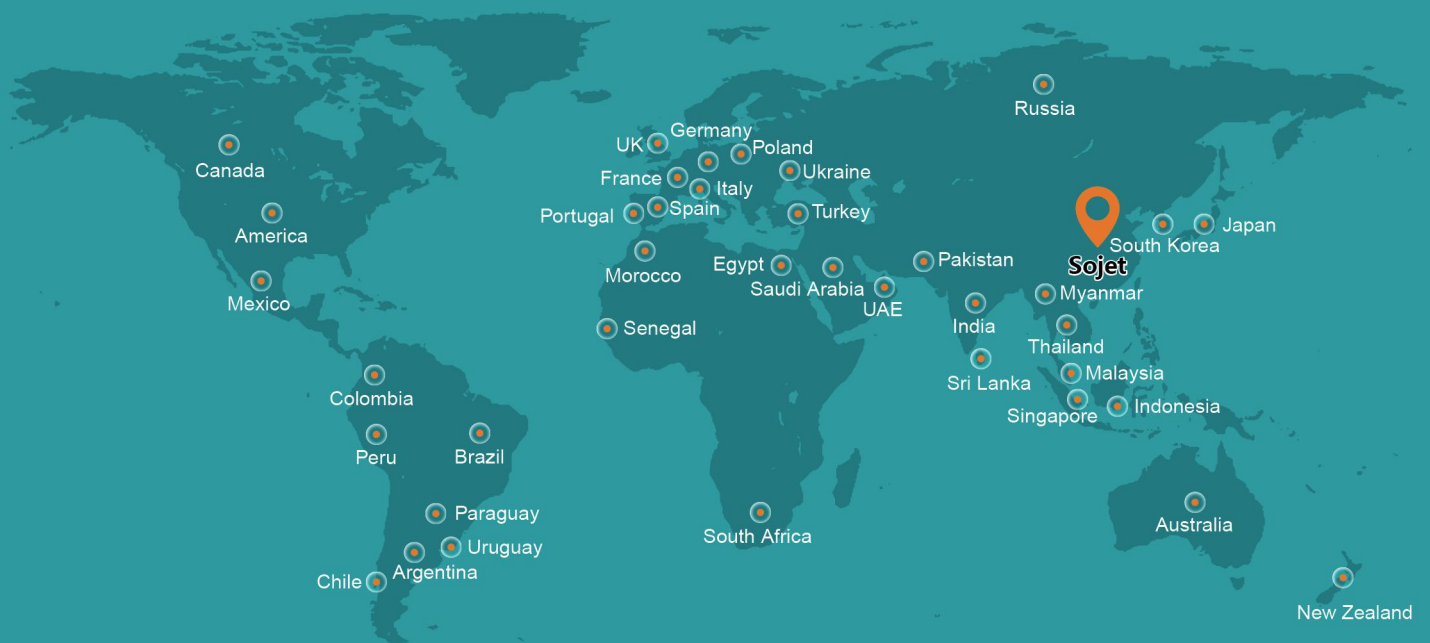 Russia
Germany
UK
Poland
Canada
France
Ukraine
Italy
Spain
Portugal
Turkey
America
Japan
South Korea
Sojet
Morocco
Egypt
Pakistan
Saudi Arabia
Myanmar
Mexico
UAE
Senegal
India
Thailand
Malaysia
Sri Lanka
Colombia
Singapore
Indonesia
Peru
Brazil
Paraguay
Australia
South Africa
Uruguay
Argentina
Chile
New Zealand